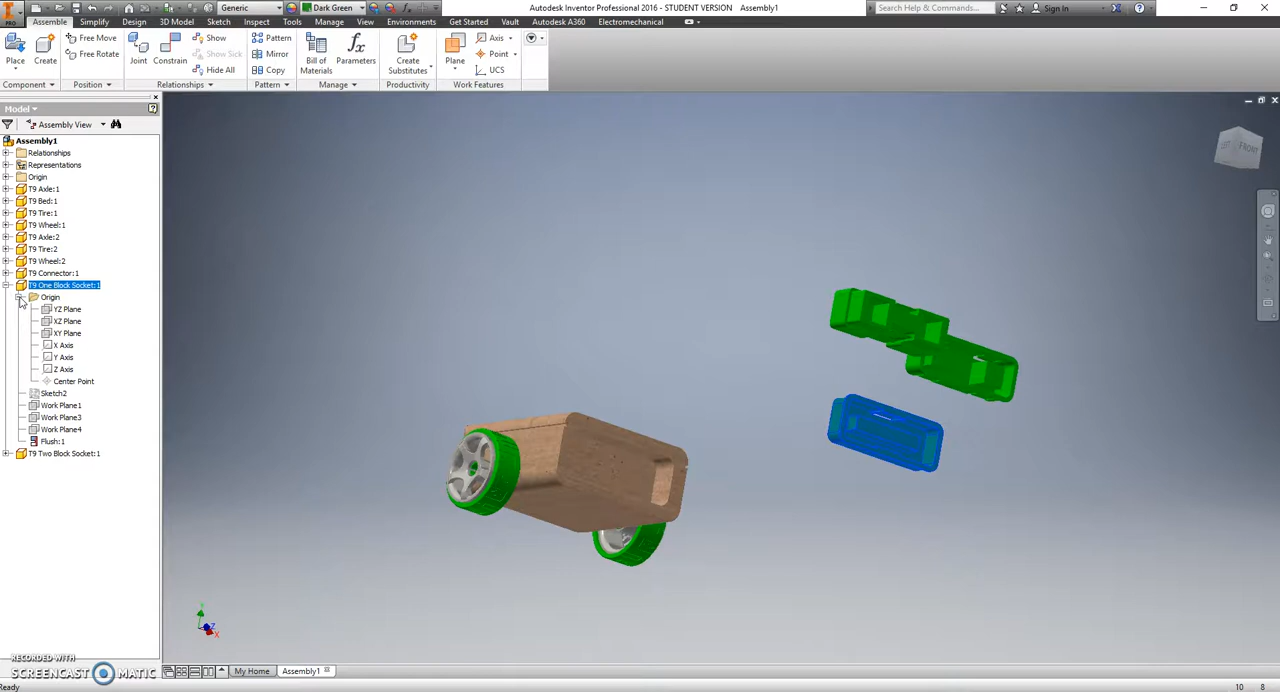 Generic
Dark Green
Autodesk Inventor Professional 2016 - STUDENT VERSION Assembly1
Search Help & Commands...
Sign In
PRO
Assemble Simplify Design 3D Model Sketch Inspect Tools Manage View Environments Get Started Vault Autodesk A360 Electromechanical
Place
Create
Free Move
Free Rotate
Joint
Constrain
Show
Show Sick
Hide All
Pattern
Mirror
Copy
Bill of
Materials
Parameters
Create
Substitutes
Plane
Axis
Point
UCS
Component Position Relationships Pattern Manage Productivity Work Features
Model
Assembly View
Assembly1
Relationships
Representations
Origin
T9 Axle:1
T9 Bed:1
T9 Tire:1
T9 Wheel:1
T9 Axle:2
T9 Tire:2
T9 Wheel:2
T9 Connector:1
T9 One Block Socket:1
Origin
YZ Plane
XZ Plane
XY Plane
X Axis
Y Axis
Z Axis
Center Point
Sketch2
Work Plane1
Work Plane3
Work Plane4
Flush:1
T9 Two Block Socket:1
LEFT FRONT
Y
Z
X
RECORDED WITH
SCREENCAST MATIC
My Home
Assembly1
Ready
10 8